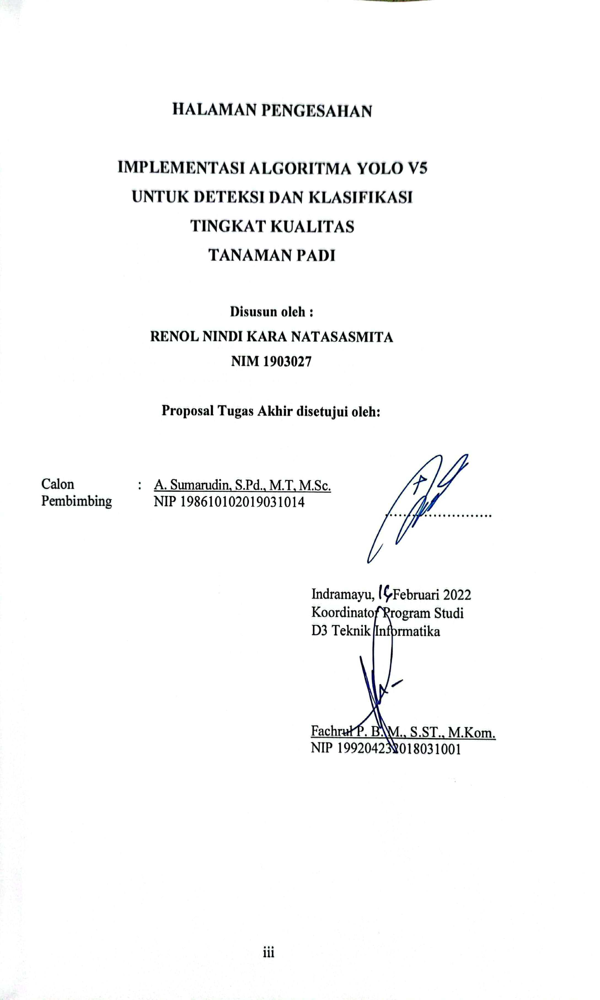 HALAMAN PENGESAHAN
IMPLEMENTASI ALGORITMA YOLO V5
UNTUK DETEKSI DAN KLASIFIKASI
TINGKAT KUALITAS
TANAMAN PADI
Disusun oleh :
RENOL NINDI KARA NATASASMITA
NIM 1903027
Proposal Tugas Akhir disetujui oleh:
Calon : A. Sumarudin, S.Pd., M.T, M.Sc.
Pembimbing NIP 198610102019031014
..........................
Indramayu, Februari 2022
Koordinator Program Studi
D3 Teknik Informatika
Fachrul P. B. M., S.ST., M.Kom.
NIP 199204232018031001
iii